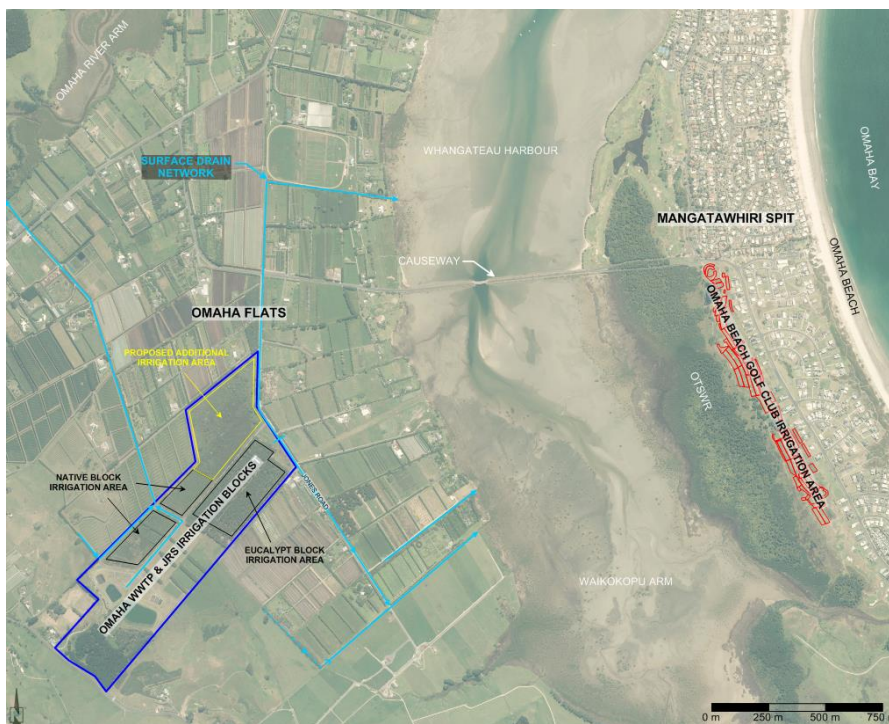 OMAHA RIVER ARM
SURFACE DRAIN
NETWORK
WHANGATEAU HARBOUR
OMAHA BAY
MANGATAWHIRI SPIT
CAUSEWAY
OMAHA BEACH
OMAHA FLATS
PROPOSED ADDITIONAL
IRRIGATION AREA
OMAHA BEACH GOLF CLUB IRRIGATION AREA
OTSWR
NATIVE BLOCK
IRRIGATION AREA
JONES ROAD
OMAHA WWTP & JRS IRRIGATION BLOCKS
EUCALYPT BLOCK
IRRIGATION AREA
WAIKOKOPU ARM
0 m 250 m 500 m 750